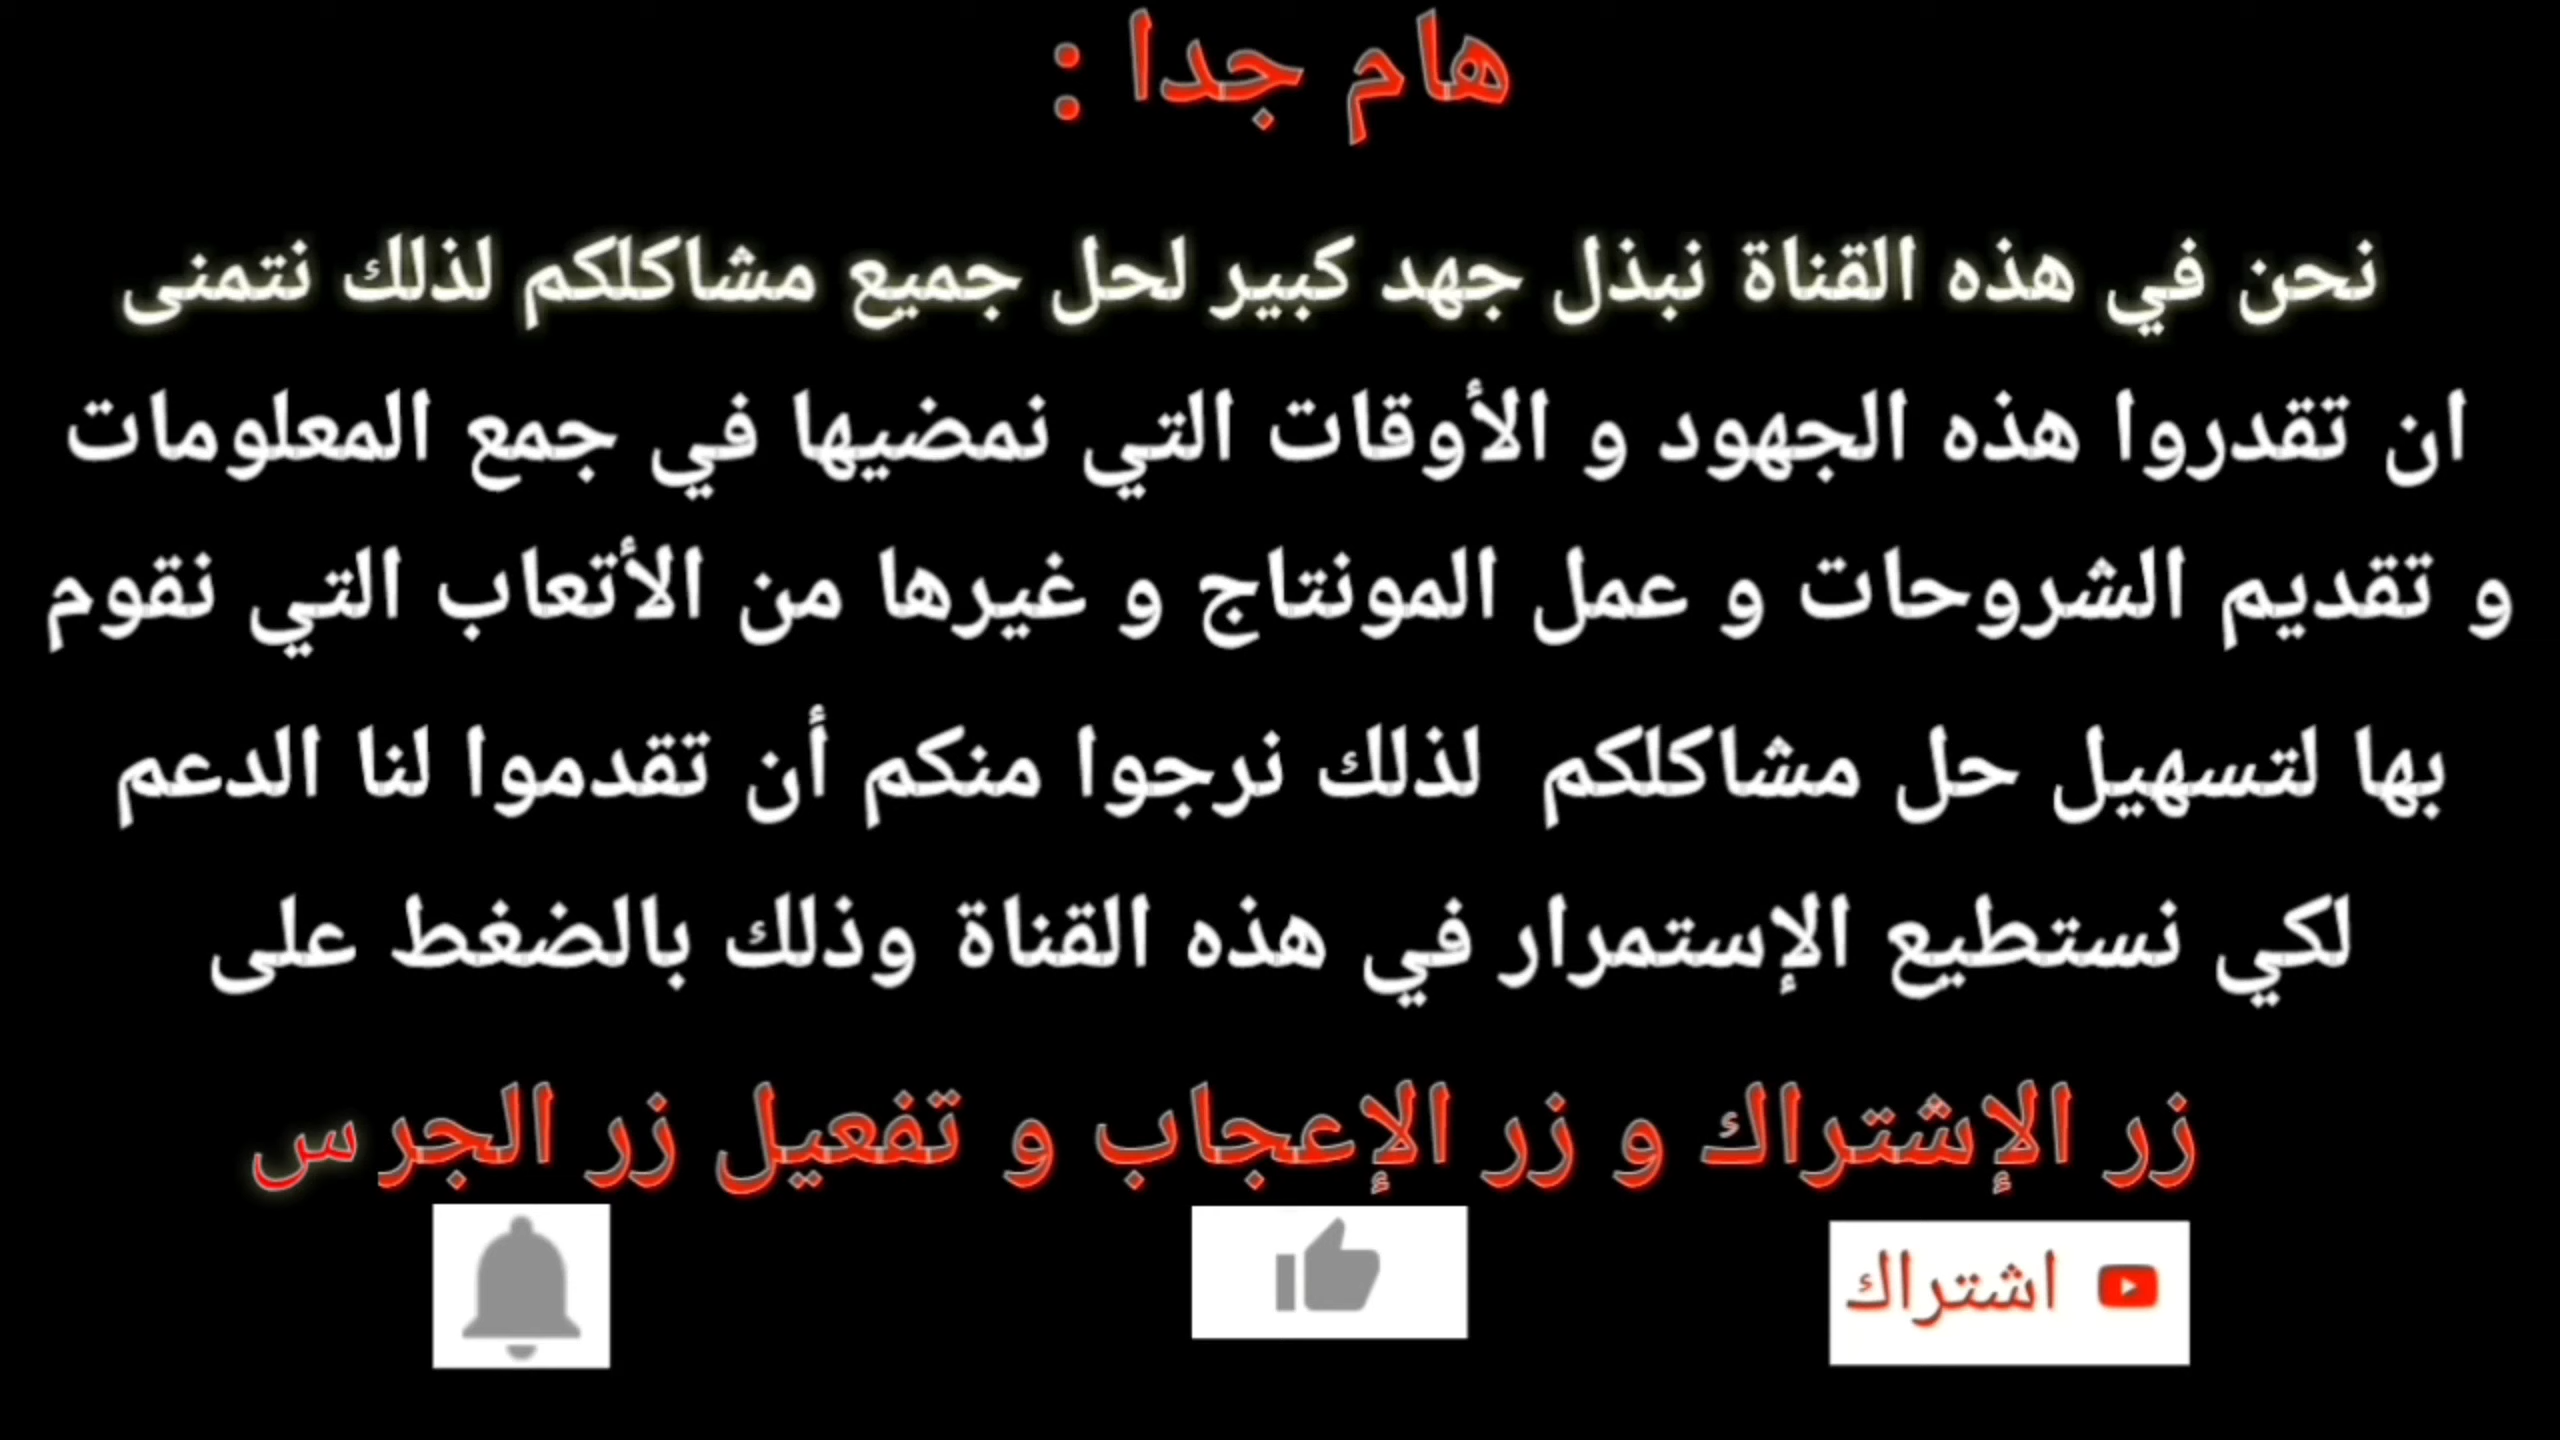 هام جدا :
نحن في هذه القناة نبذل جهد كبير لحل جميع مشاكلكم لذلك نتمنى
ان تقدروا هذه الجهود و الأوقات التي نمضيها في جمع المعلومات
و تقديم الشروحات و عمل المونتاج و غيرها من الأتعاب التي نقوم
بها لتسهيل حل مشاكلكم لذلك نرجوا منكم أن تقدموا لنا الدعم
لكي نستطيع الإستمرار في هذه القناة وذلك بالضغط على
زر الإشتراك و زر الإعجاب و تفعيل زر الجرس
اشتراك